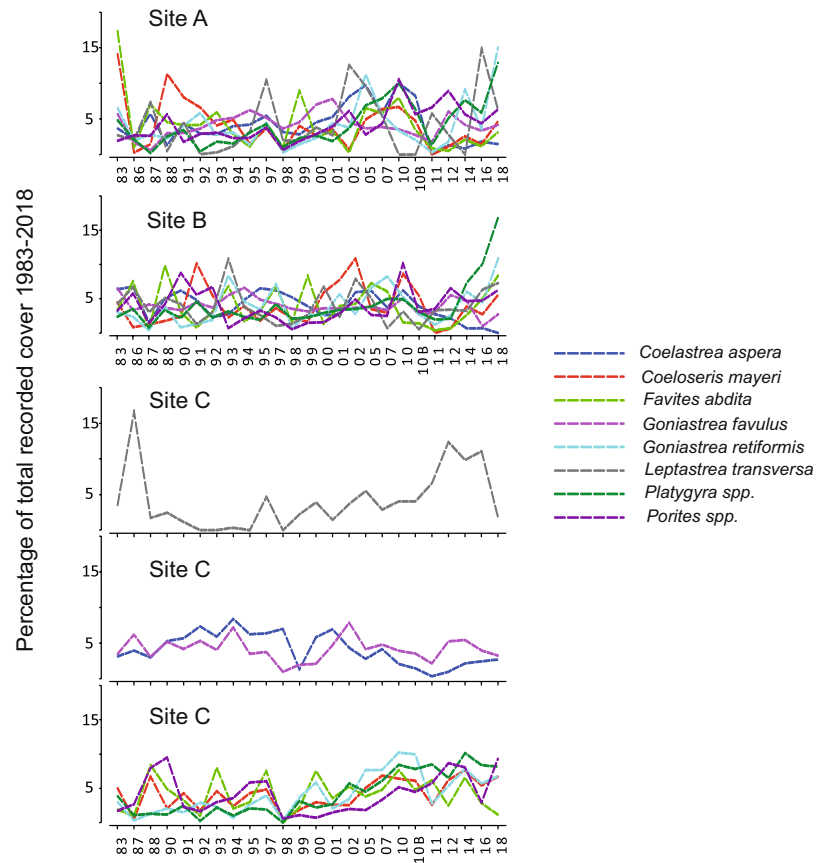 Site A
15
5
83 86 87 88 90 91 92 93 94 95 97 98 99 00 01 02 05 07 10 10B 11 12 14 16 18
Site B
15
5
83 86 87 88 90 91 92 93 94 95 97 98 99 00 01 02 05 07 10 10B 11 12 14 16 18
Site C
15
5
Site C
15
5
Site C
15
5
83 87 88 90 91 92 93 94 95 97 98 99 00 01 02 05 07 10 10B 11 12 14 16 18
Percentage of total recorded cover 1983-2018
Coelastrea aspera
Coeloseris mayeri
Favites abdita
Goniastrea favulus
Goniastrea retiformis
Leptastrea transversa
Platygyra spp.
Porites spp.